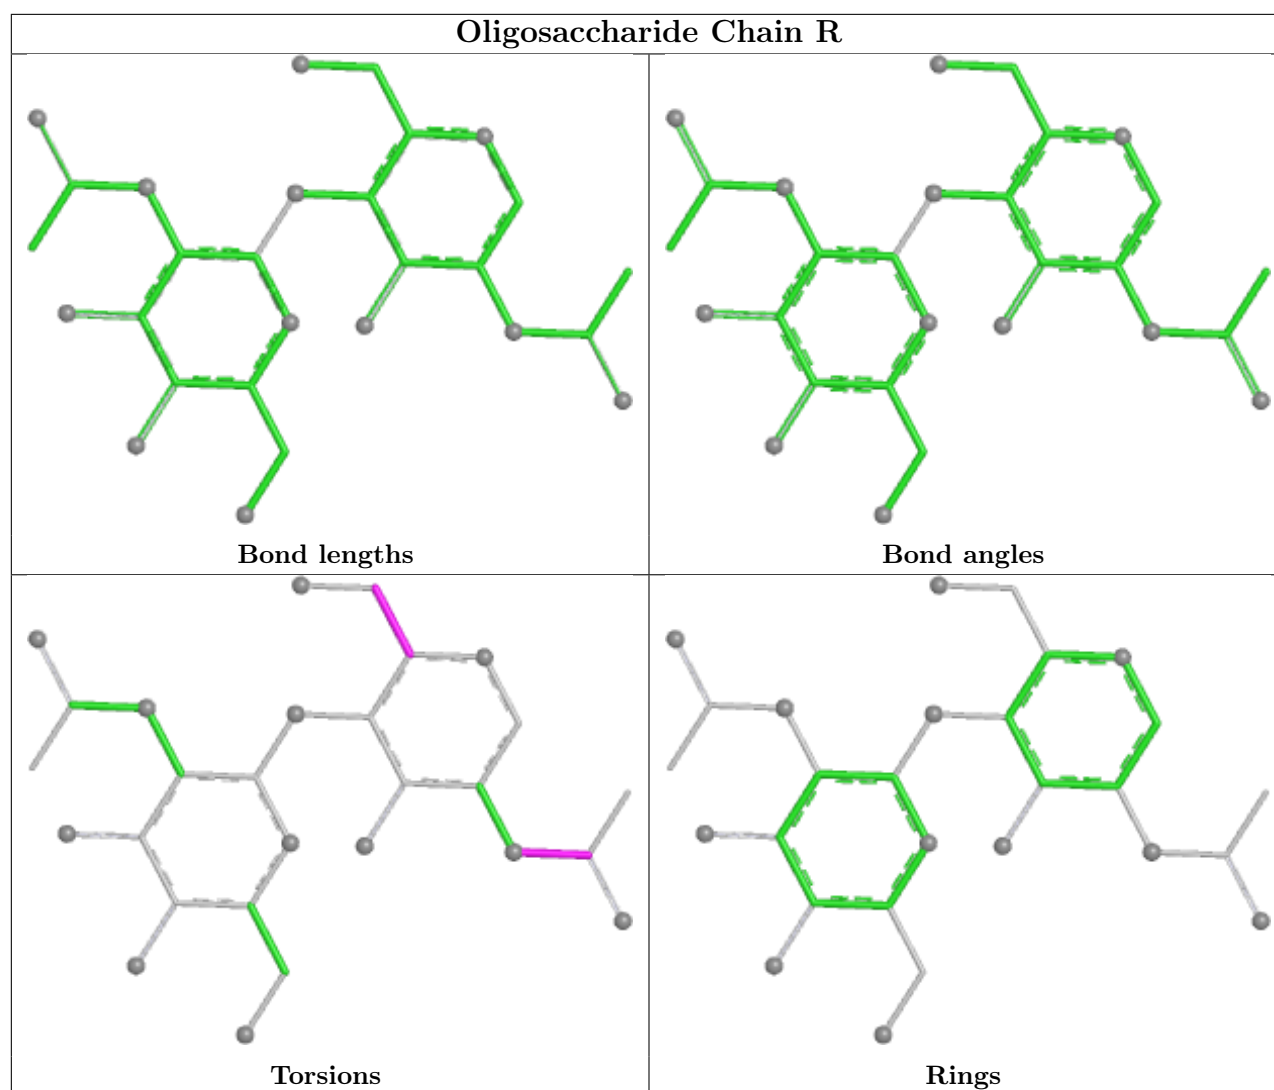 Oligosaccharide Chain R
Bond lengths
Bond angles
Torsions
Rings